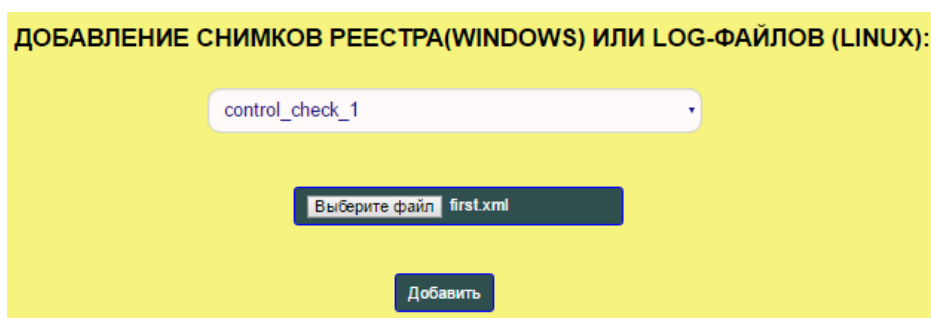 ДОБАВЛЕНИЕ СНИМКОВ РЕЕСТРА(WINDOWS) ИЛИ LOG-ФАЙЛОВ (LINUX):
control_check_1
Выберите файл first.xml
Добавить